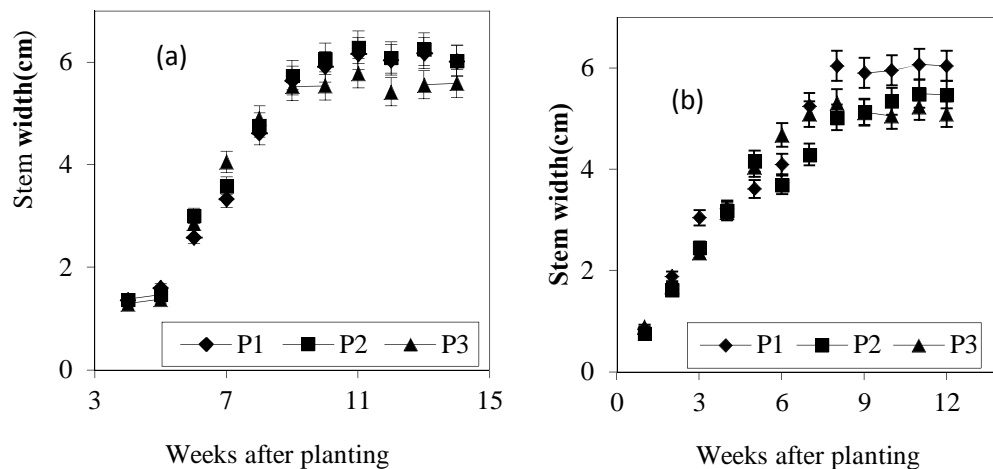 (a)
Stem width(cm)
6
4
2
0
P1 P2 P3
3 7 11 15
Weeks after planting
(b)
Stem width(cm)
6
4
2
0
P1 P2 P3
0 3 6 9 12
Weeks after planting